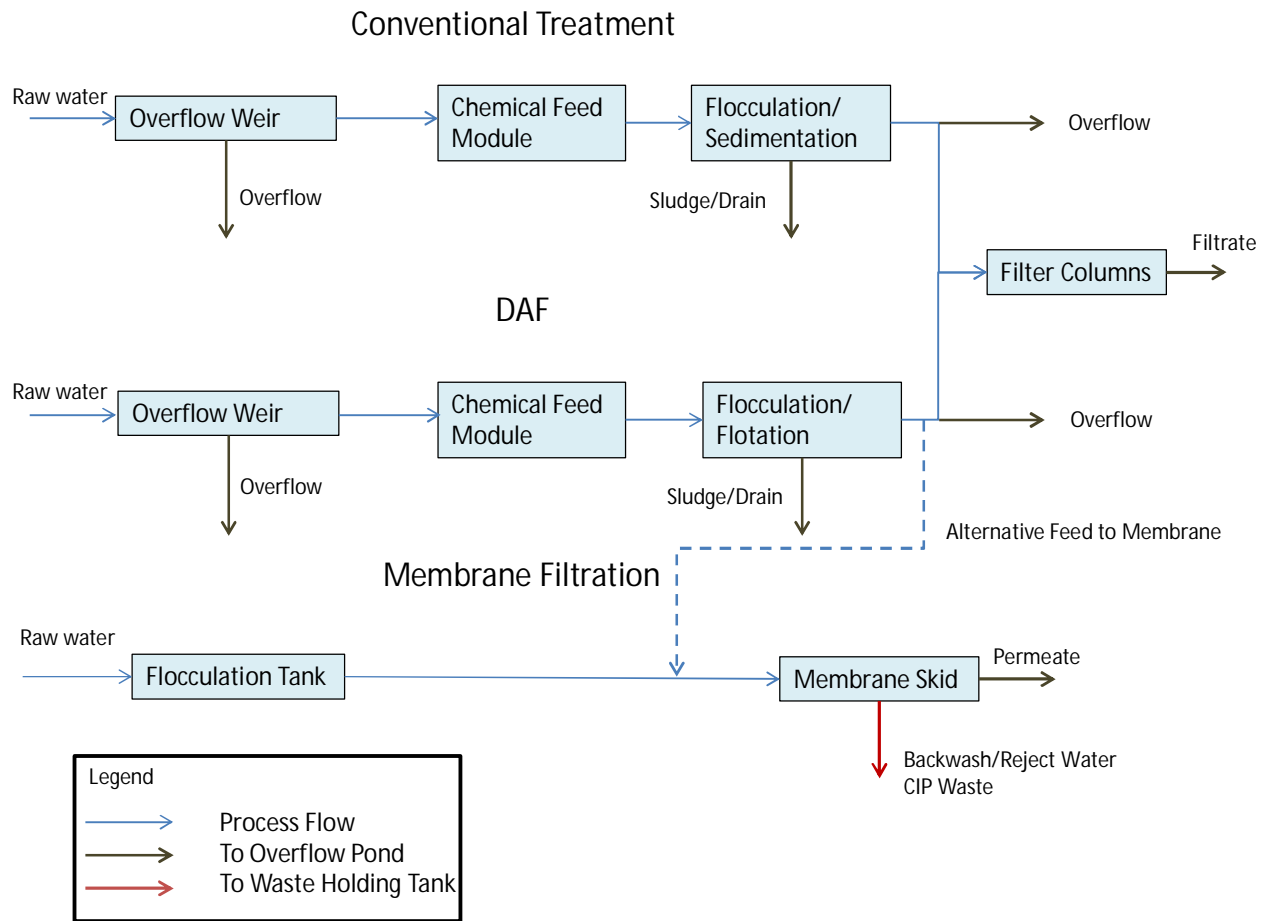 Conventional Treatment
Raw water
Overflow Weir
Chemical Feed
Module
Flocculation/
Sedimentation
Overflow
Overflow
Sludge/Drain
Filter Columns
Filtrate
DAF
Raw water
Overflow Weir
Chemical Feed
Module
Flocculation/
Flotation
Overflow
Overflow
Sludge/Drain
Alternative Feed to Membrane
Membrane Filtration
Raw water
Flocculation Tank
Membrane Skid
Permeate
Backwash/Reject Water
CIP Waste
Legend
Process Flow
To Overflow Pond
To Waste Holding Tank